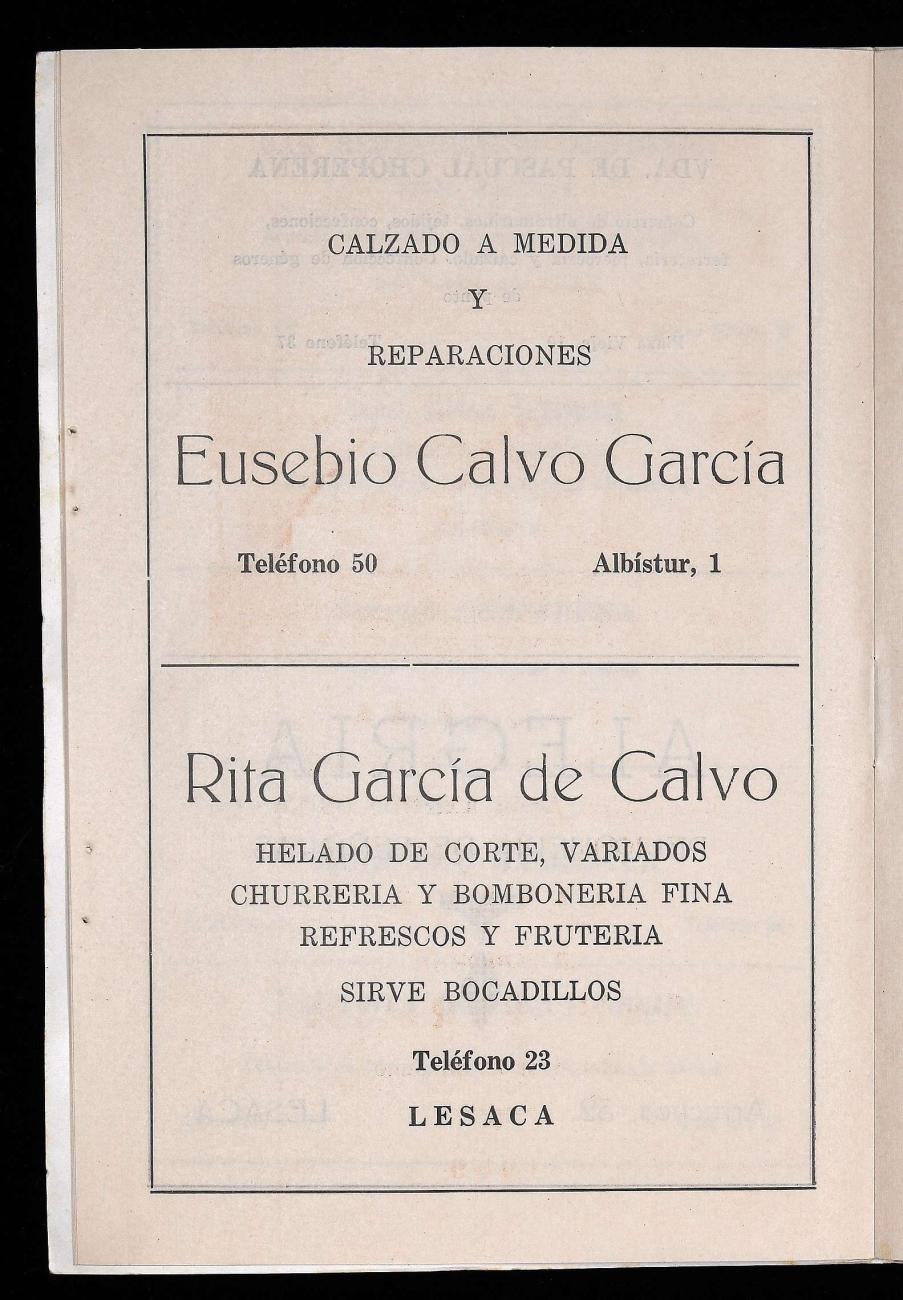 CALZADO A MEDIDA
Y
REPARACIONES
Eusebio Calvo García
Teléfono 50 Albístur, 1
Rita García de Calvo
HELADO DE CORTE, VARIADOS
CHURRERIA Y BOMBONERIA FINA
REFRESCOS Y FRUTERIA
SIRVE BOCADILLOS
Teléfono 23
LESACA